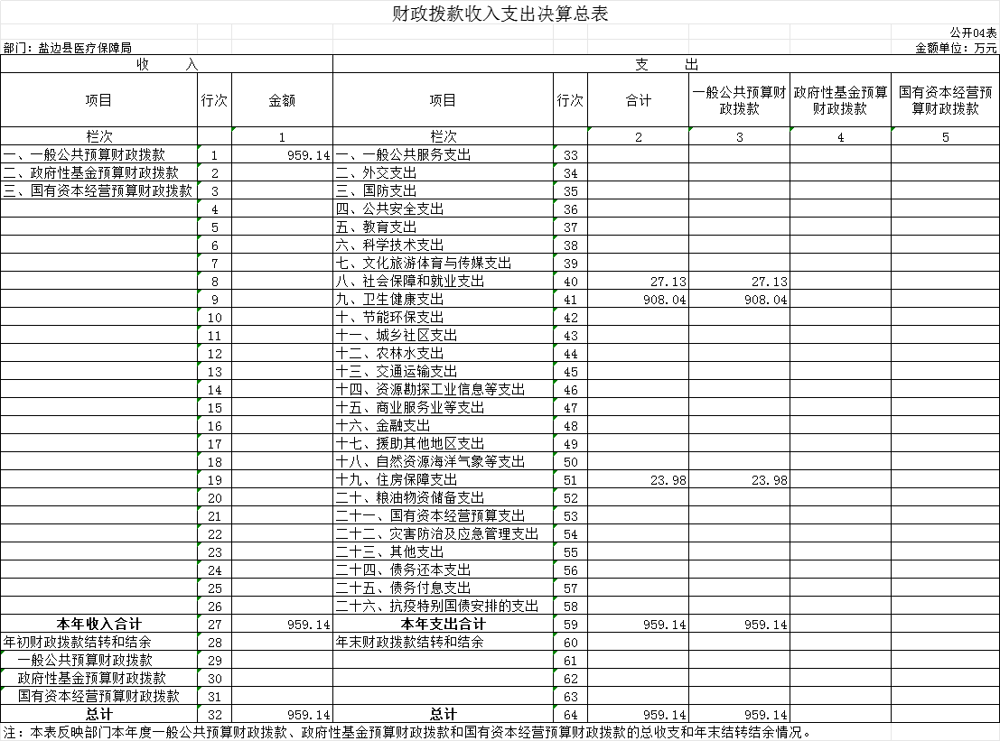 财政拨款收入支出决算总表
公开04表
部门：盐边县医疗保障局 金额单位：万元
收 入 支 出
项目 行次 金额 项目 行次 合计 一般公共预算财政拨款 政府性基金预算财政拨款 国有资本经营预算财政拨款
栏次 1 栏次 2 3 4 5
一、一般公共预算财政拨款 1 959.14 一、一般公共服务支出 33
二、政府性基金预算财政拨款 2 二、外交支出 34
三、国有资本经营预算财政拨款 3 三、国防支出 35
4 四、公共安全支出 36
5 五、教育支出 37
6 六、科学技术支出 38
7 七、文化旅游体育与传媒支出 39
8 八、社会保障和就业支出 40 27.13 27.13
9 九、卫生健康支出 41 908.04 908.04
10 十、节能环保支出 42
11 十一、城乡社区支出 43
12 十二、农林水支出 44
13 十三、交通运输支出 45
14 十四、资源勘探工业信息等支出 46
15 十五、商业服务业等支出 47
16 十六、金融支出 48
17 十七、援助其他地区支出 49
18 十八、自然资源海洋气象等支出 50
19 十九、住房保障支出 51 23.98 23.98
20 二十、粮油物资储备支出 52
21 二十一、国有资本经营预算支出 53
22 二十二、灾害防治及应急管理支出 54
23 二十三、其他支出 55
24 二十四、债务还本支出 56
25 二十五、债务付息支出 57
26 二十六、抗疫特别国债安排的支出 58
本年收入合计 27 959.14 本年支出合计 59 959.14 959.14
年初财政拨款结转和结余 28 年末财政拨款结转和结余 60
一般公共预算财政拨款 29 61
政府性基金预算财政拨款 30 62
国有资本经营预算财政拨款 31 63
总计 32 959.14 总计 64 959.14 959.14
注：本表反映部门本年度一般公共预算财政拨款、政府性基金预算财政拨款和国有资本经营预算财政拨款的总收支和年末结转结余情况。